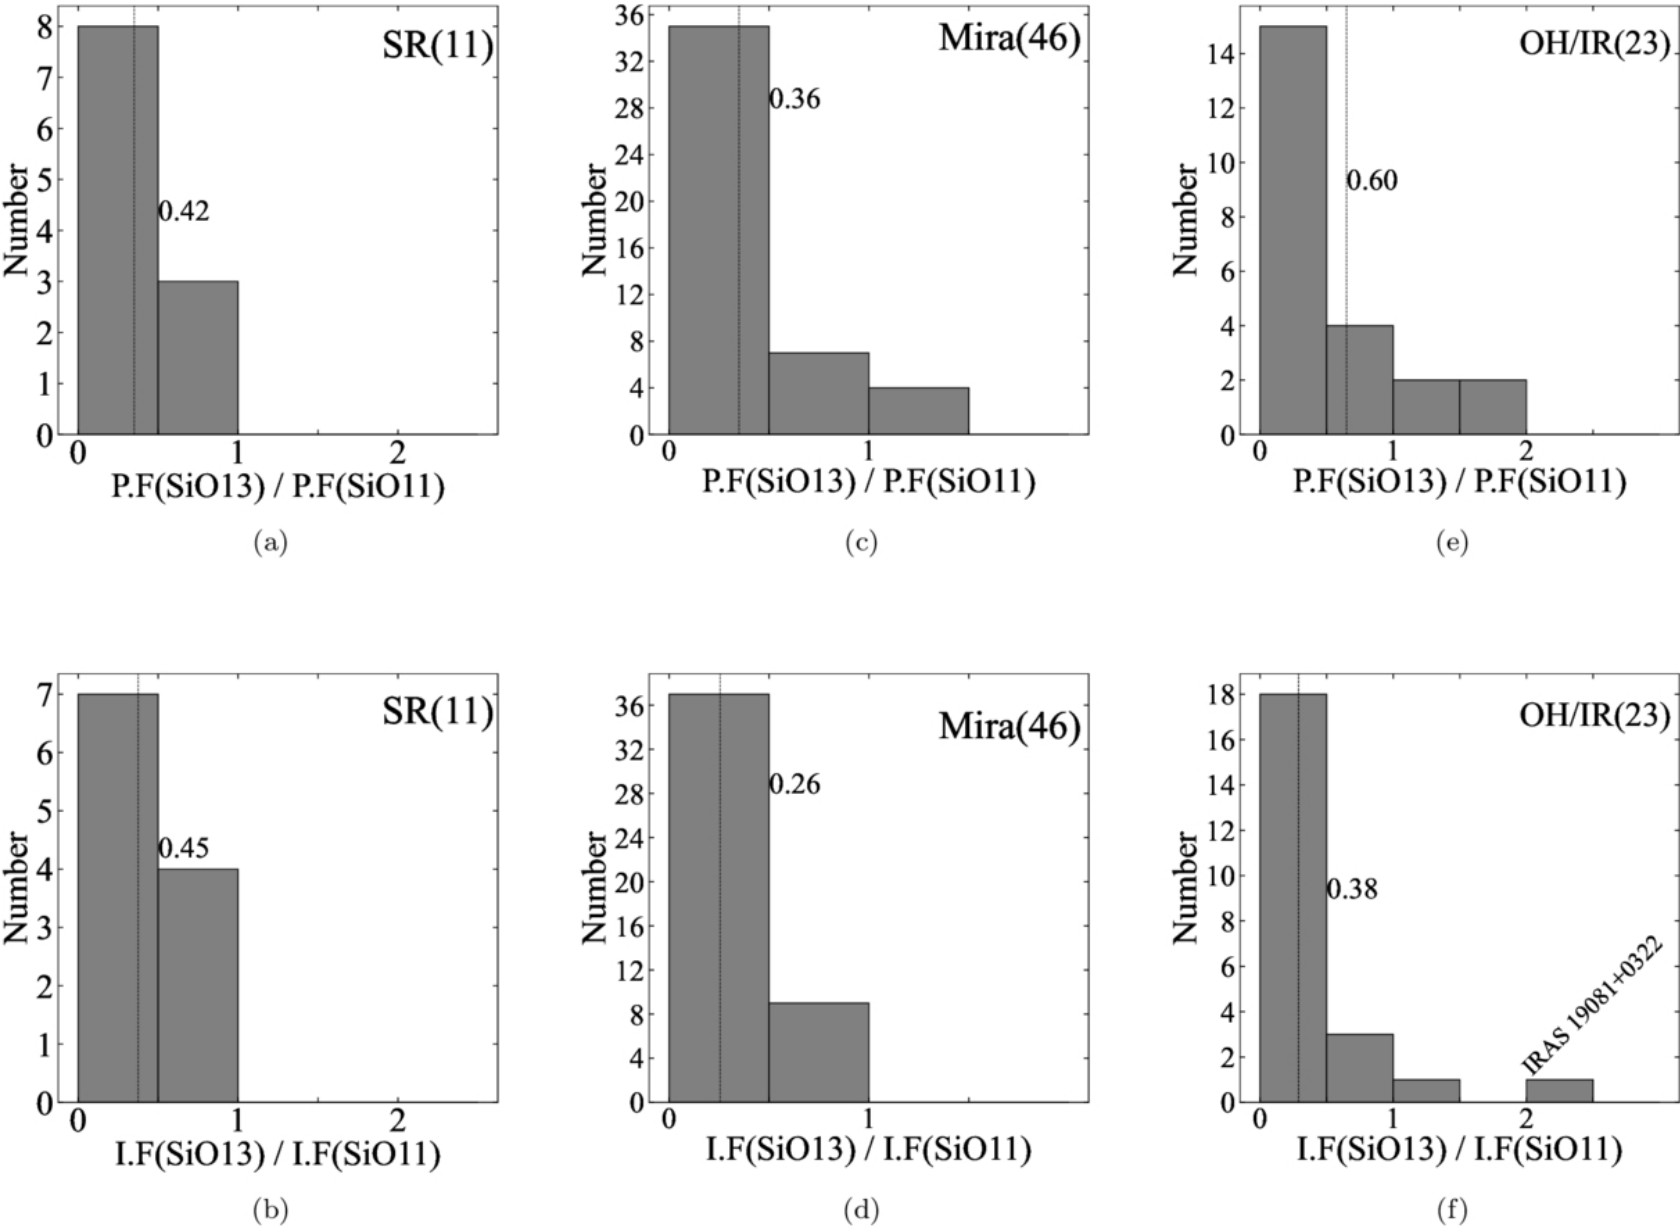 8
7
6
5
4
3
2
1
0
Number
SR(11)
0.42
0 1 2
P.F(SiO13) / P.F(SiO11)
(a)
36
32
28
24
20
16
12
8
4
0
Number
Mira(46)
0.36
0 1
P.F(SiO13) / P.F(SiO11)
(c)
14
12
10
8
6
4
2
0
Number
OH/IR(23)
0.60
0 1 2
P.F(SiO13) / P.F(SiO11)
(e)
7
6
5
4
3
2
1
0
Number
SR(11)
0.45
0 1 2
I.F(SiO13) / I.F(SiO11)
(b)
36
32
28
24
20
16
12
8
4
0
Number
Mira(46)
0.26
0 1
I.F(SiO13) / I.F(SiO11)
(d)
18
16
14
12
10
8
6
4
2
0
Number
OH/IR(23)
0.38
IRAS 19081+0322
0 1 2
I.F(SiO13) / I.F(SiO11)
(f)